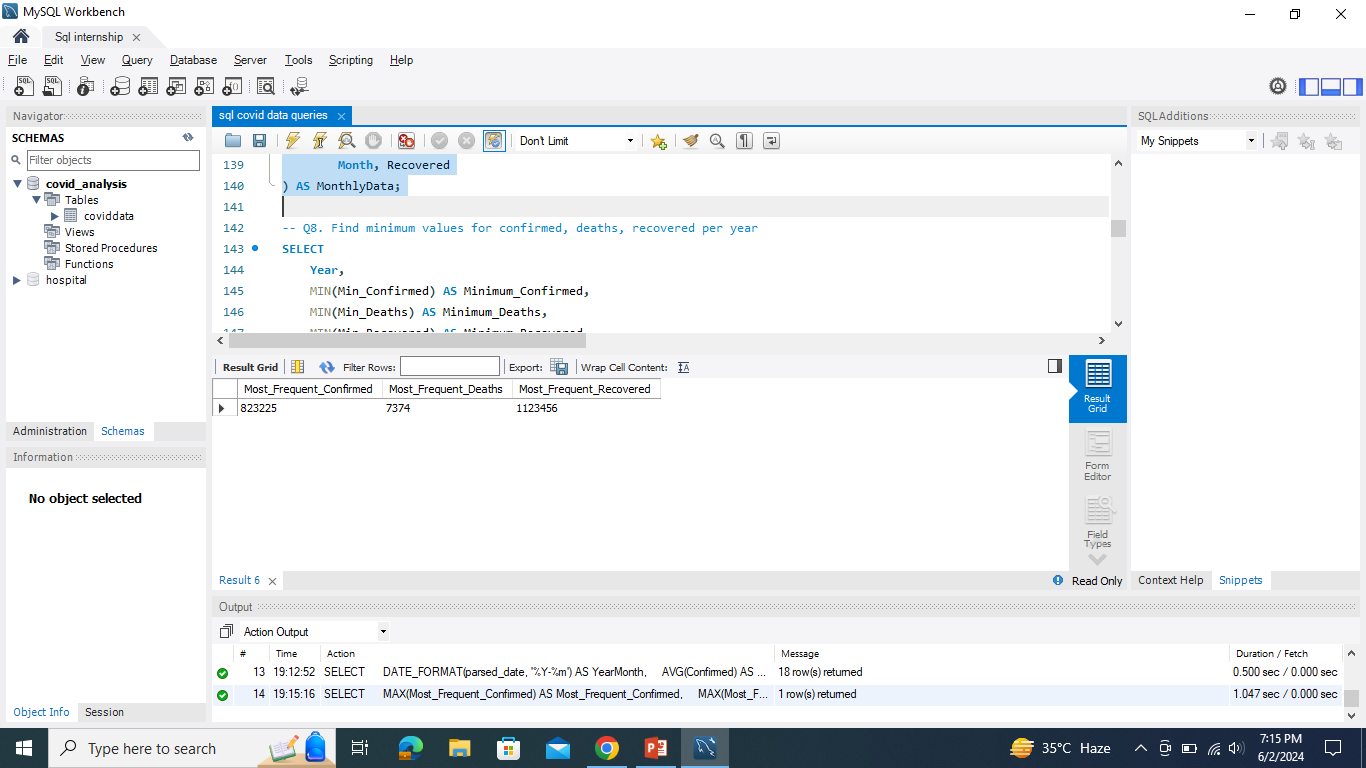 MySQL Workbench
Sql internship
File Edit View Query Database Server Tools Scripting Help
Navigator
SCHEMAS
Filter objects
covid_analysis
Tables
coviddata
Views
Stored Procedures
Functions
hospital
Administration Schemas
Information
No object selected
Object Info Session
sql covid data queries
Don't Limit
139 Month, Recovered
140 ) AS MonthlyData;
141
142 -- Q8. Find minimum values for confirmed, deaths, recovered per year
143 SELECT
144 Year,
145 MIN(Min_Confirmed) AS Minimum_Confirmed,
146 MIN(Min_Deaths) AS Minimum_Deaths,
147 MIN(Min_Recovered) AS Minimum_Recovered
Result Grid Filter Rows: Export: Wrap Cell Content:
Most_Frequent_Confirmed Most_Frequent_Deaths Most_Frequent_Recovered
823225 7374 1123456
Result
Grid
Form
Editor
Field
Types
Result 6
Read Only
SQLAdditions
My Snippets
Context Help Snippets
Output
Action Output
# Time Action Message Duration / Fetch
13 19:12:52 SELECT DATE_FORMAT(parsed_date, '%Y-%m') AS YearMonth, AVG(Confirmed) AS ... 18 row(s) returned 0.500 sec / 0.000 sec
14 19:15:16 SELECT MAX(Most_Frequent_Confirmed) AS Most_Frequent_Confirmed, MAX(Most_F... 1 row(s) returned 1.047 sec / 0.000 sec
Type here to search
35°C Haze
7:15 PM
6/2/2024